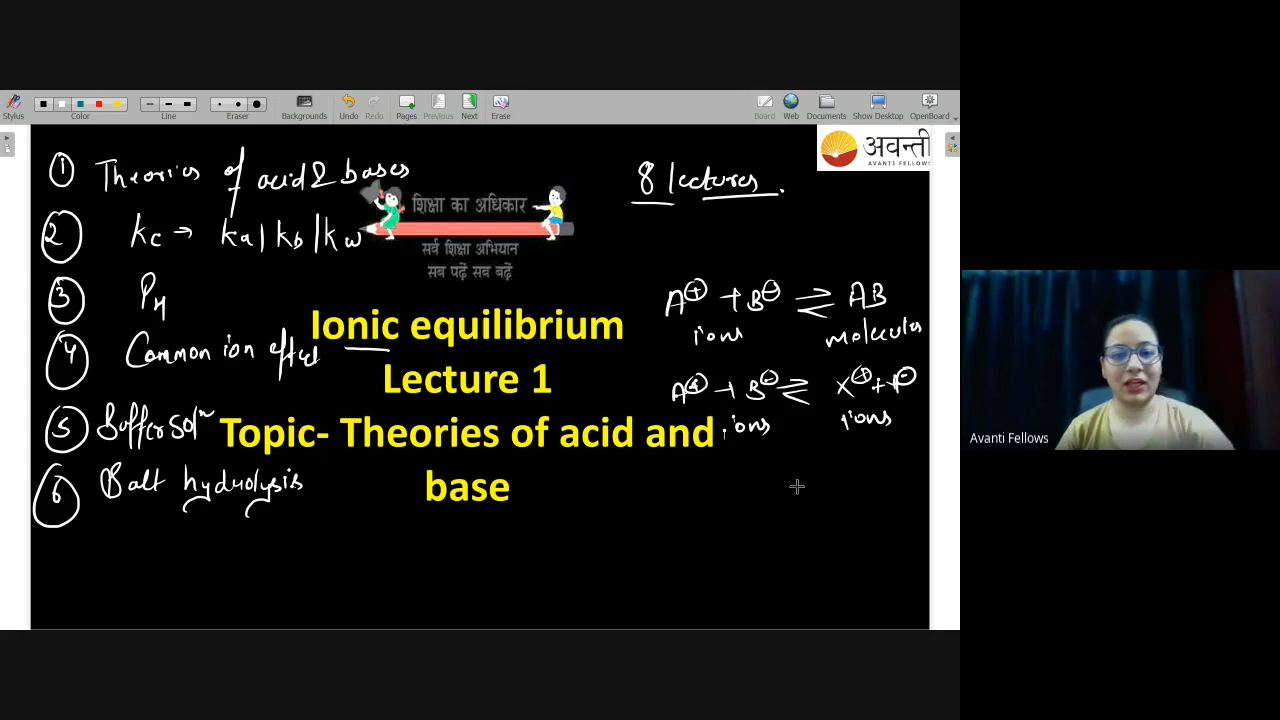 Stylus
Color
Line
Eraser
Backgrounds
Undo
Redo
Pages
Previous
Next
Erase
Board
Web
Documents
Show Desktop
OpenBoard
अवन्ती
AVANTI FELLOWS
① Theories of acid & bases
8 lectures.
शिक्षा का अधिकार
सर्व शिक्षा अभियान
सब पढ़ें सब बढ़ें
② Kc → Ka | Kb | Kw
③ PH
④ Common ion effect
⑤ Buffer solⁿ
⑥ Salt hydrolysis
Ionic equilibrium
Lecture 1
Topic- Theories of acid and
base
A⊕ + B⊖ ⇌ AB
ions molecules
A⊕ + B⊖ ⇌ X⊕ + Y⊖
ions ions
Avanti Fellows